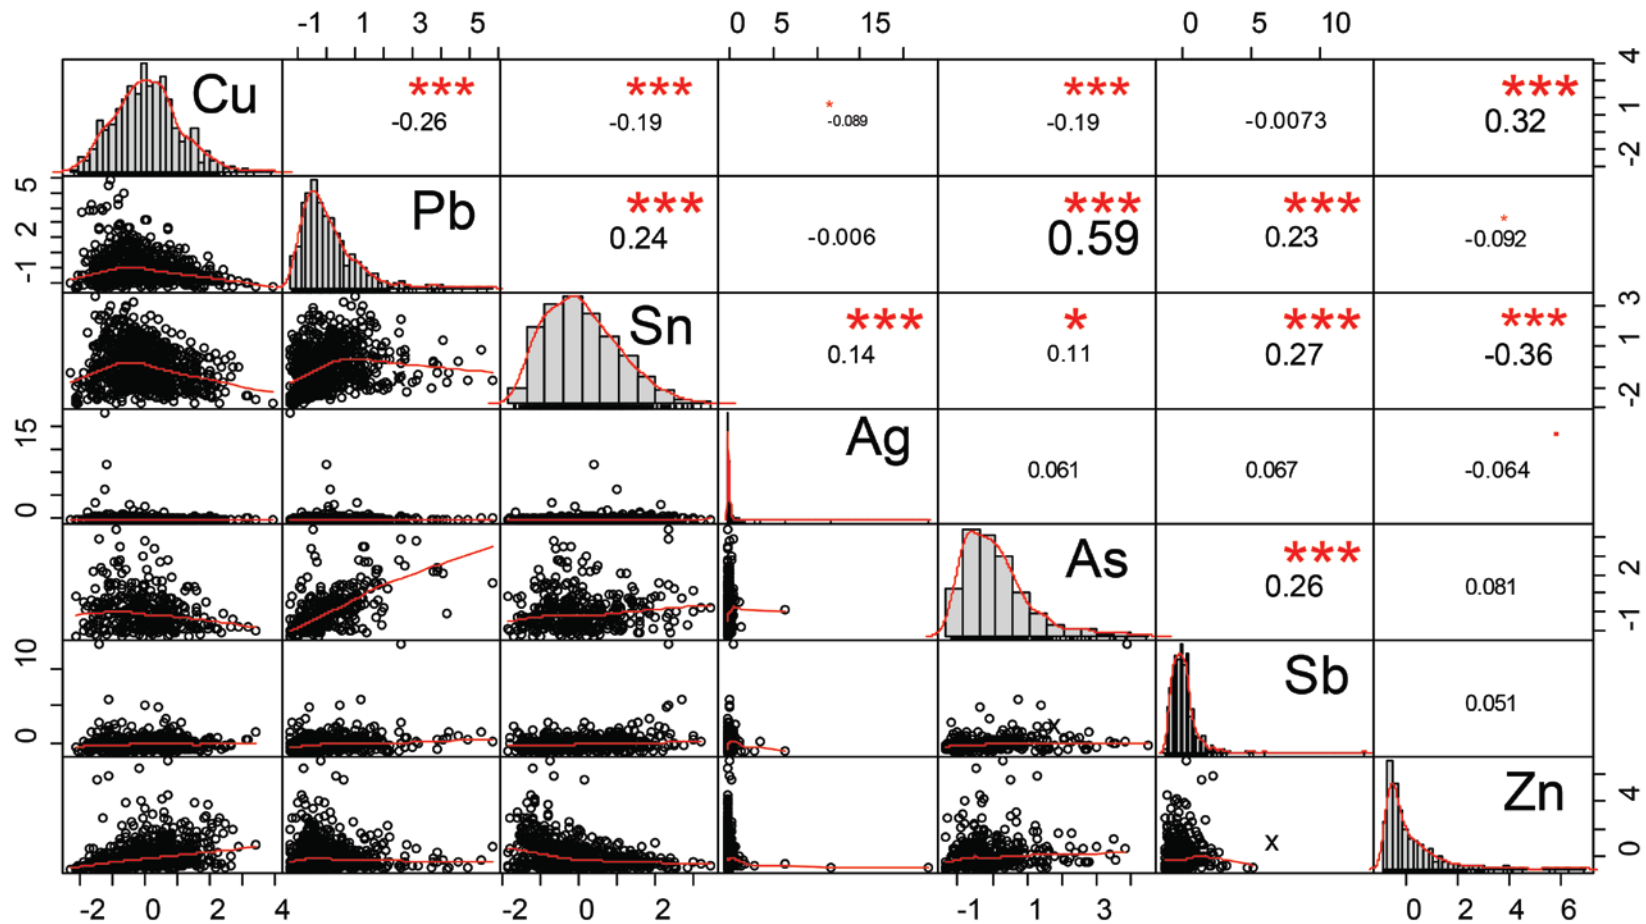 -1 1 3 5 0 5 15 0 5 10
Cu *** -0.26 *** -0.19 * -0.089 *** -0.19 -0.0073 *** 0.32 -2 1 4
-1 2 5 Pb *** 0.24 -0.006 *** 0.59 *** 0.23 * -0.092
x Sn *** 0.14 * 0.11 *** 0.27 *** -0.36 -2 1 3
0 15 Ag 0.061 0.067 -0.064
As *** 0.26 0.081 -1 2
0 10 x Sb 0.051
x Zn 0 4
-2 0 2 4 -2 0 2 -1 1 3 0 2 4 6